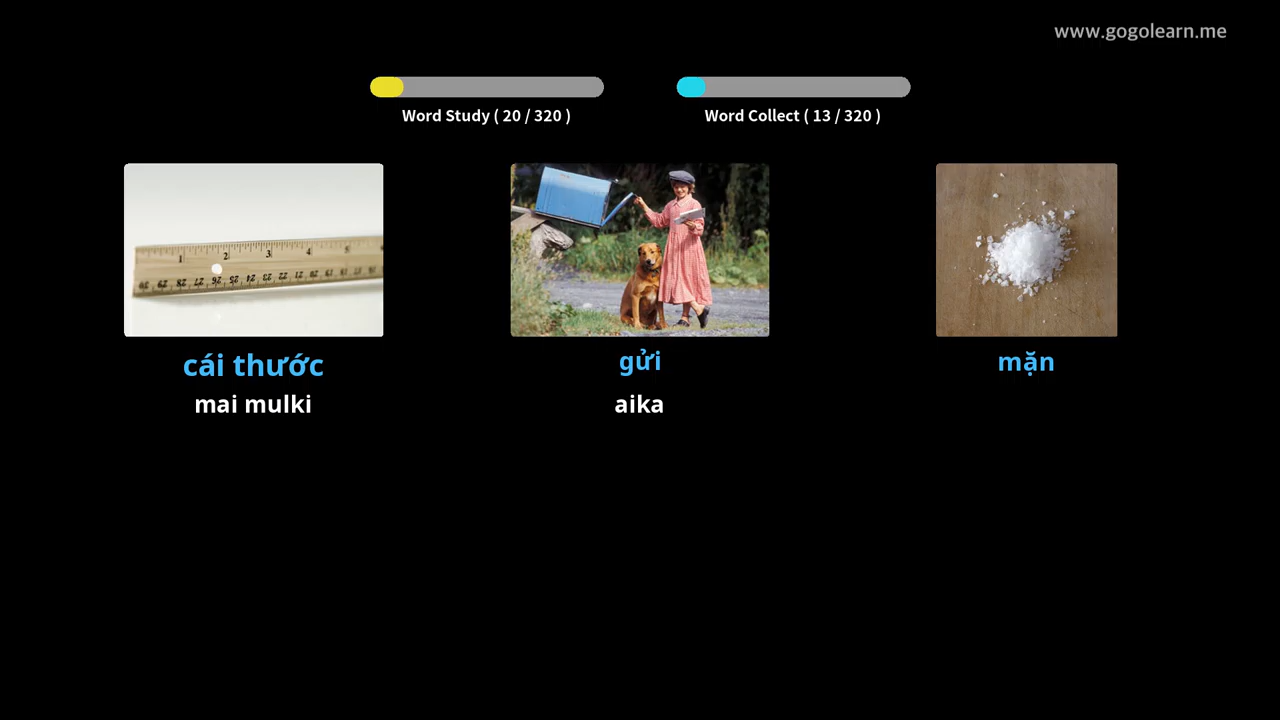 www.gogolearn.me
Word Study ( 20 / 320 )
Word Collect ( 13 / 320 )
cái thước
gửi
mặn
mai mulki
aika